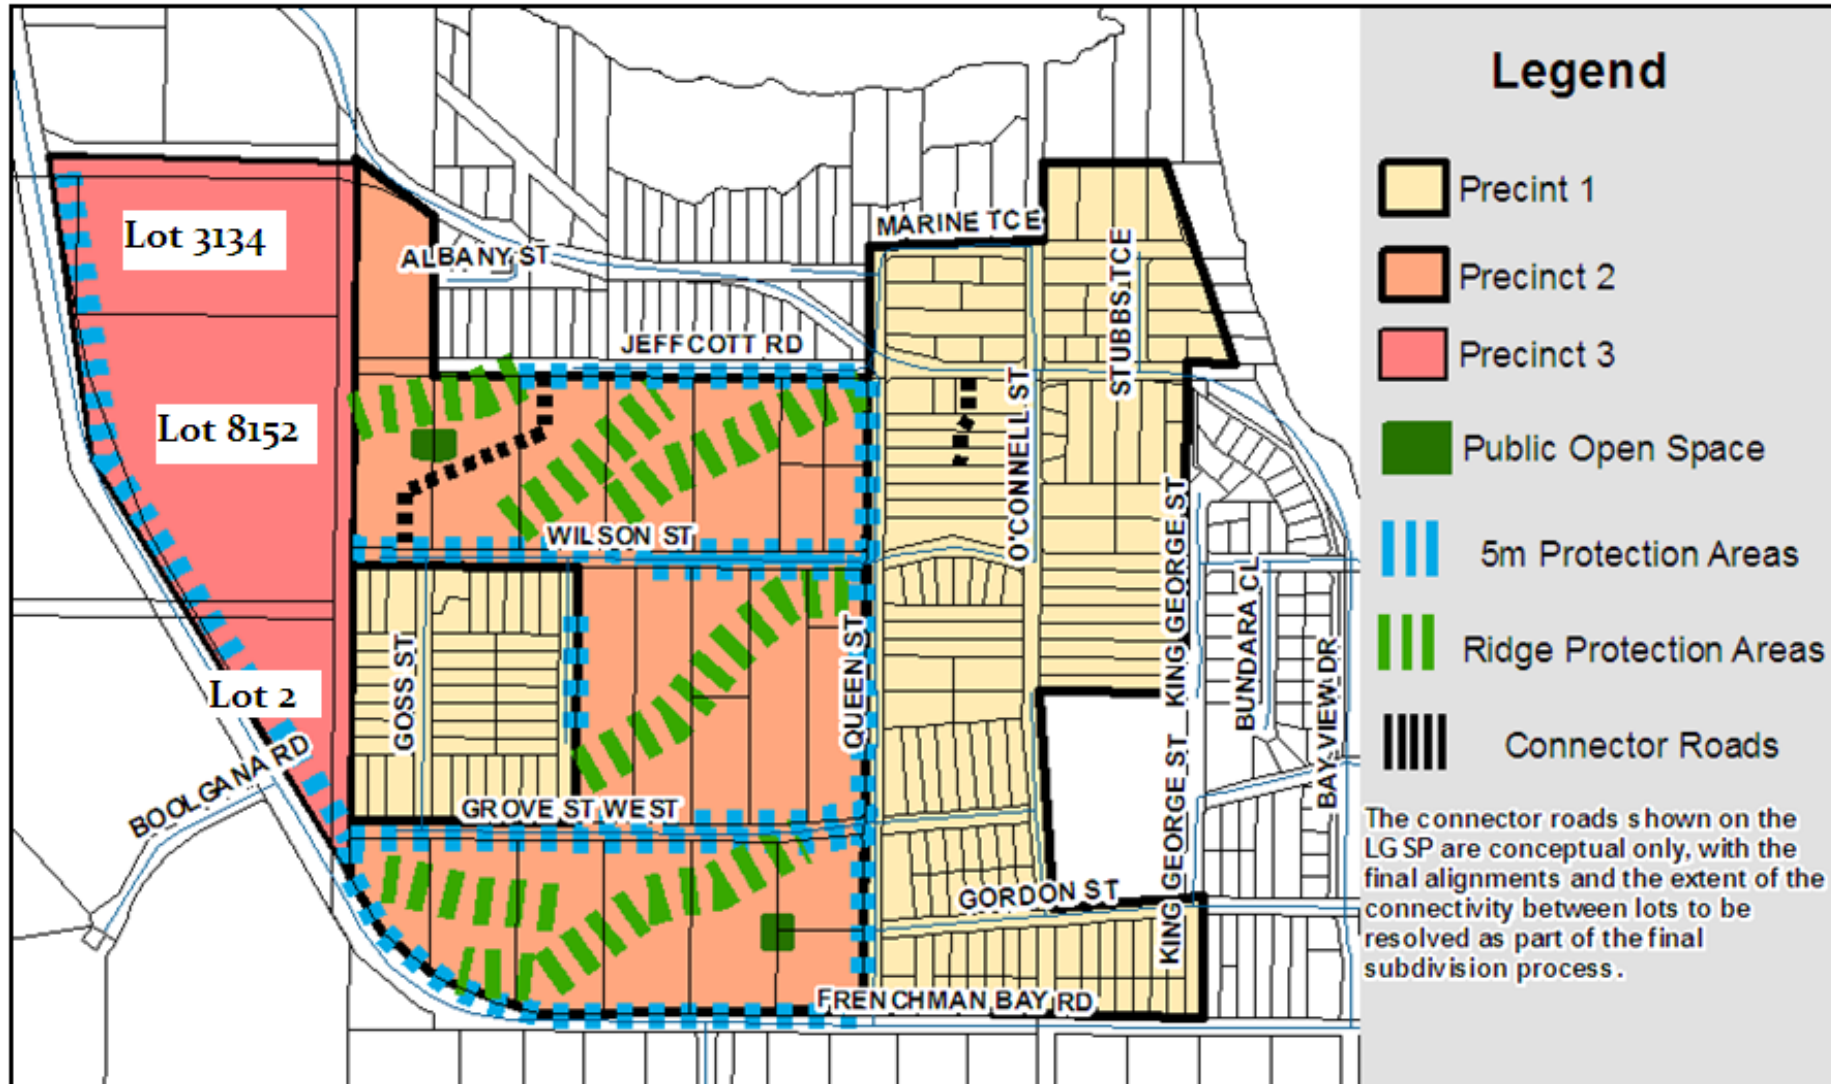 Legend
Precint 1
Precinct 2
Precinct 3
Public Open Space
5m Protection Areas
Ridge Protection Areas
Connector Roads
The connector roads shown on the
LGSP are conceptual only, with the
final alignments and the extent of the
connectivity between lots to be
resolved as part of the final
subdivision process.
Lot 3134
Lot 8152
Lot 2
MARINE TCE
ALBANY ST
STUBBS TCE
JEFFCOTT RD
O'CONNELL ST
WILSON ST
KING GEORGE ST
KING GEORGE ST
KING GEORGE ST
BUNDARA CL
BAY VIEW DR
GOSS ST
QUEEN ST
BOOLGANA RD
GROVE ST WEST
GORDON ST
FRENCHMAN BAY RD